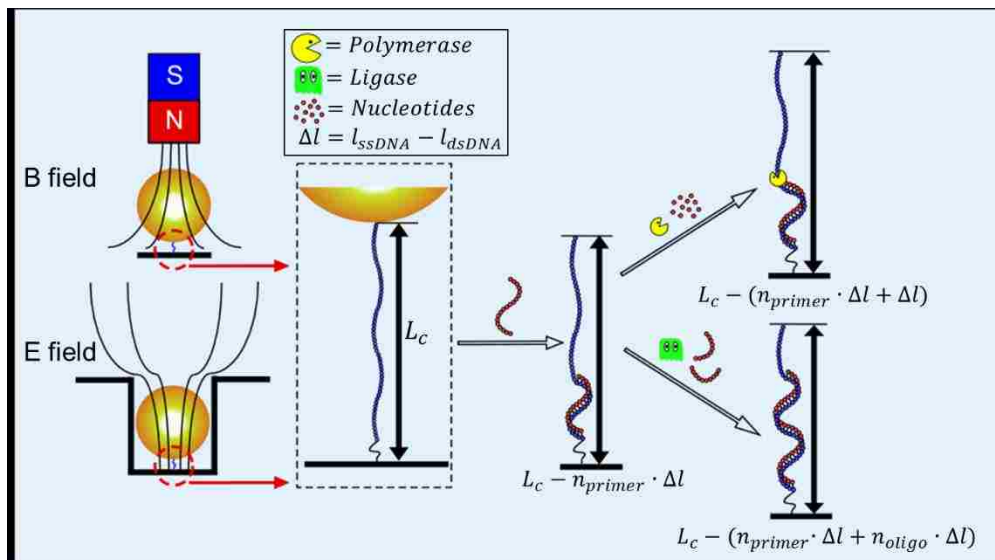 S
N
B field
E field
= Polymerase
= Ligase
= Nucleotides
Δl = l_ssDNA − l_dsDNA
L_c
L_c − n_primer · Δl
L_c − (n_primer · Δl + Δl)
L_c − (n_primer · Δl + n_oligo · Δl)